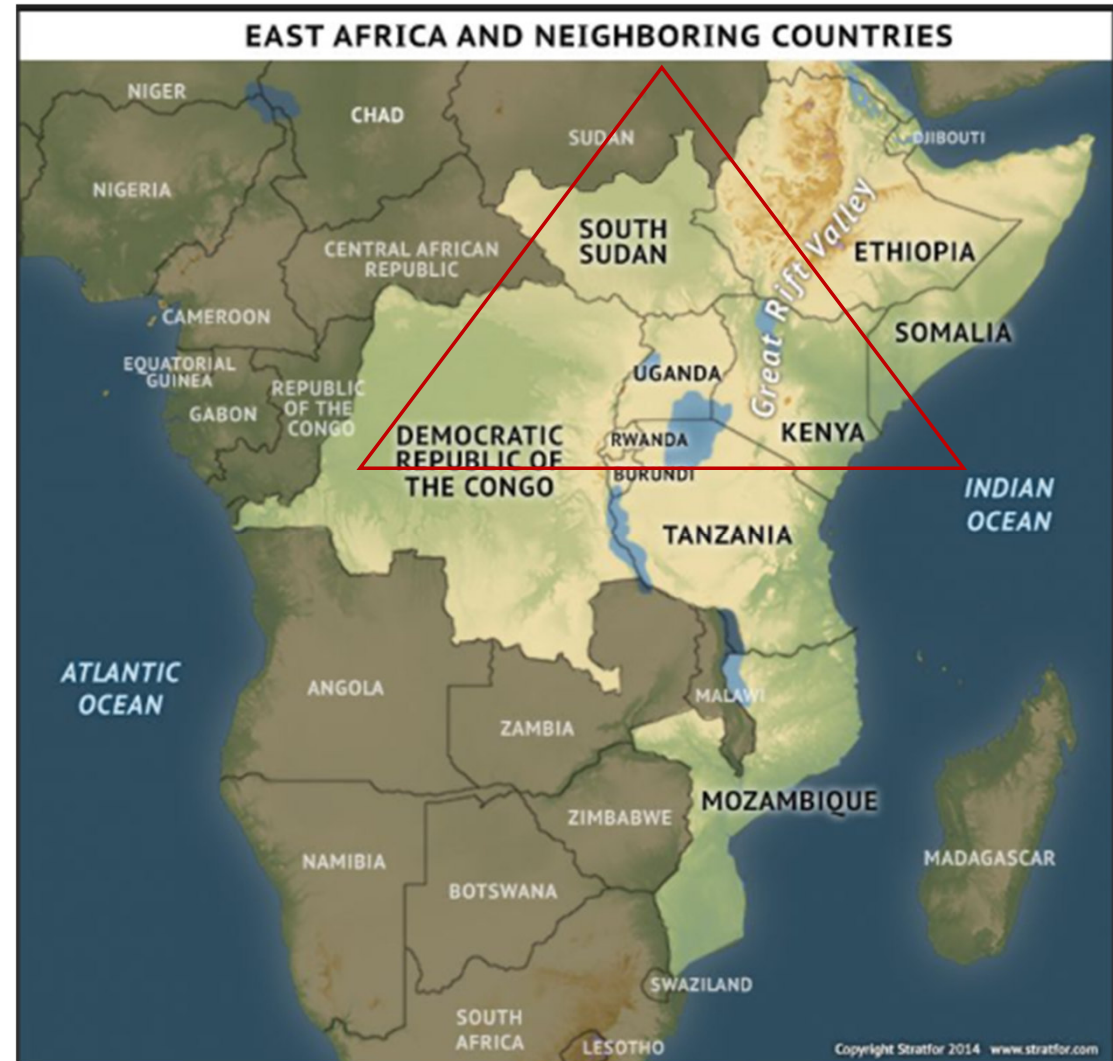 EAST AFRICA AND NEIGHBORING COUNTRIES
NIGER
CHAD
SUDAN
DJIBOUTI
NIGERIA
SOUTH
SUDAN
CENTRAL AFRICAN
REPUBLIC
Great Rift Valley
ETHIOPIA
CAMEROON
SOMALIA
EQUATORIAL
GUINEA
UGANDA
REPUBLIC
OF THE
CONGO
GABON
DEMOCRATIC
REPUBLIC OF
THE CONGO
RWANDA
KENYA
BURUNDI
INDIAN
OCEAN
TANZANIA
ATLANTIC
OCEAN
ANGOLA
MALAWI
ZAMBIA
MOZAMBIQUE
ZIMBABWE
NAMIBIA
MADAGASCAR
BOTSWANA
SWAZILAND
SOUTH
AFRICA
LESOTHO
Copyright Stratfor 2014 www.stratfor.com